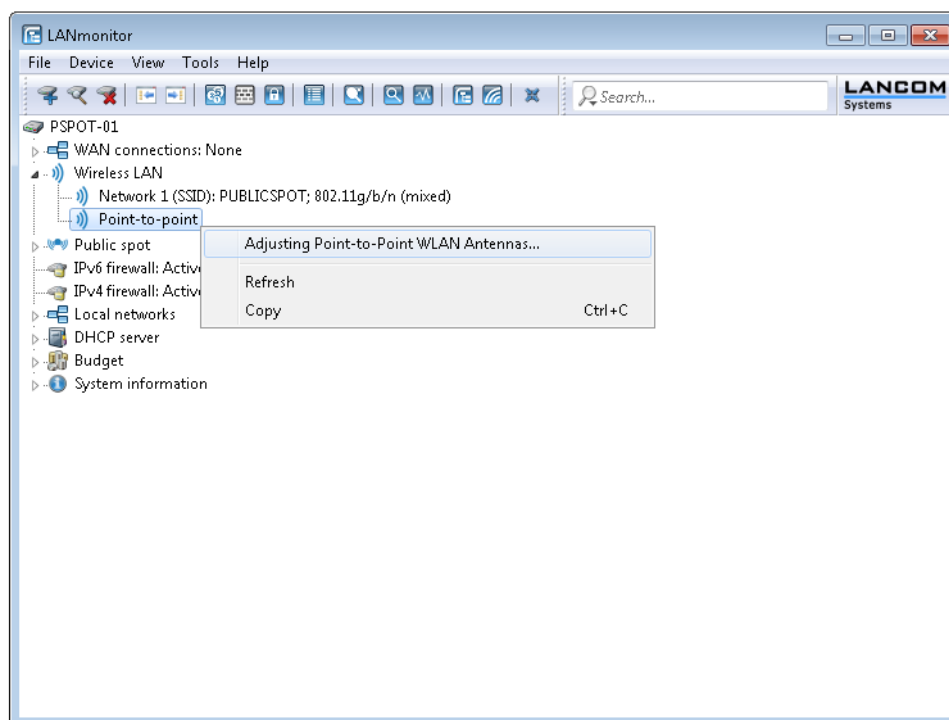 LANmonitor
File Device View Tools Help
Search...
LANCOM
Systems
PSPOT-01
WAN connections: None
Wireless LAN
Network 1 (SSID): PUBLICSPOT; 802.11g/b/n (mixed)
Point-to-point
Adjusting Point-to-Point WLAN Antennas...
Public spot
IPv6 firewall:
Refresh
IPv4 firewall:
Copy Ctrl+C
Local networks
DHCP server
Budget
System information